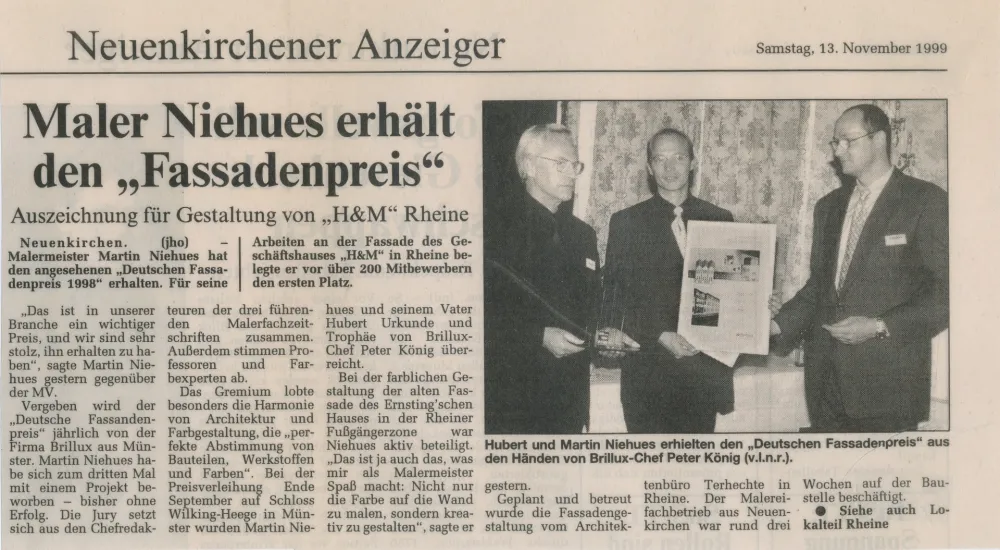 Neuenkirchener Anzeiger
Samstag, 13. November 1999
Maler Niehues erhält
den „Fassadenpreis“
Auszeichnung für Gestaltung von „H&M“ Rheine
Neuenkirchen. (jho) –
Malermeister Martin Niehues hat
den angesehenen „Deutschen Fassa-
denpreis 1998“ erhalten. Für seine
Arbeiten an der Fassade des Ge-
schäftshauses „H&M“ in Rheine be-
legte er vor über 200 Mitbewerbern
den ersten Platz.
„Das ist in unserer
Branche ein wichtiger
Preis, und wir sind sehr
stolz, ihn erhalten zu ha-
ben“, sagte Martin Nie-
hues gestern gegenüber
der MV.
Vergeben wird der
„Deutsche Fassanden-
preis“ jährlich von der
Firma Brillux aus Mün-
ster. Martin Niehues ha-
be sich zum dritten Mal
mit einem Projekt be-
worben – bisher ohne
Erfolg. Die Jury setzt
sich aus den Chefredak-
teuren der drei führen-
den Malerfachzeit-
schriften zusammen.
Außerdem stimmen Pro-
fessoren und Far-
bexperten ab.
Das Gremium lobte
besonders die Harmonie
von Architektur und
Farbgestaltung, die „per-
fekte Abstimmung von
Bauteilen, Werkstoffen
und Farben“. Bei der
Preisverleihung Ende
September auf Schloss
Wilking-Heege in Mün-
ster wurden Martin Nie-
hues und seinem Vater
Hubert Urkunde und
Trophäe von Brillux-
Chef Peter König über-
reicht.
Bei der farblichen Ge-
staltung der alten Fas-
sade des Ernsting'schen
Hauses in der Rheiner
Fußgängerzone war
Niehues aktiv beteiligt.
„Das ist ja auch das, was
mir als Malermeister
Spaß macht: Nicht nur
die Farbe auf die Wand
zu malen, sondern krea-
tiv zu gestalten“, sagte er
Hubert und Martin Niehues erhielten den „Deutschen Fassadenpreis“ aus
den Händen von Brillux-Chef Peter König (v.l.n.r.).
gestern.
Geplant und betreut
wurde die Fassadenge-
staltung vom Architek-
tenbüro Terhechte in
Rheine. Der Malerei-
fachbetrieb aus Neuen-
kirchen war rund drei
Wochen auf der Bau-
stelle beschäftigt.
● Siehe auch Lo-
kalteil Rheine